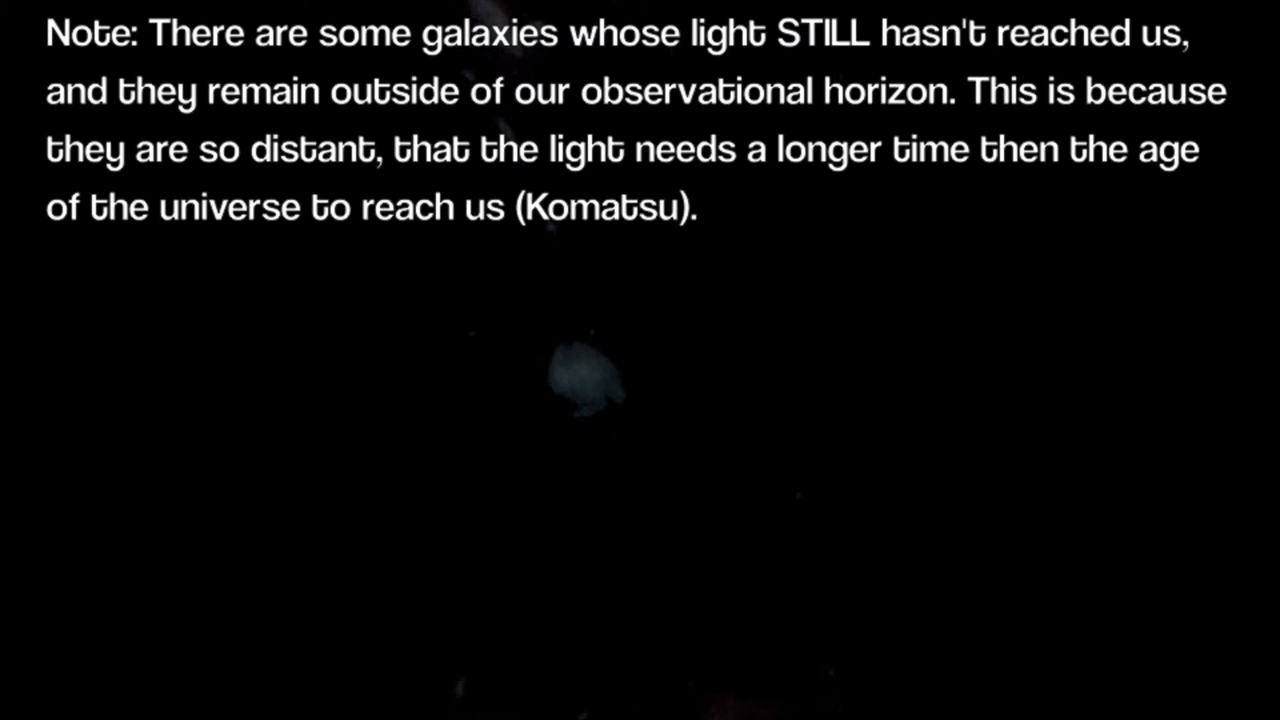 Note: There are some galaxies whose light STILL hasn't reached us,
and they remain outside of our observational horizon. This is because
they are so distant, that the light needs a longer time then the age
of the universe to reach us (Komatsu).